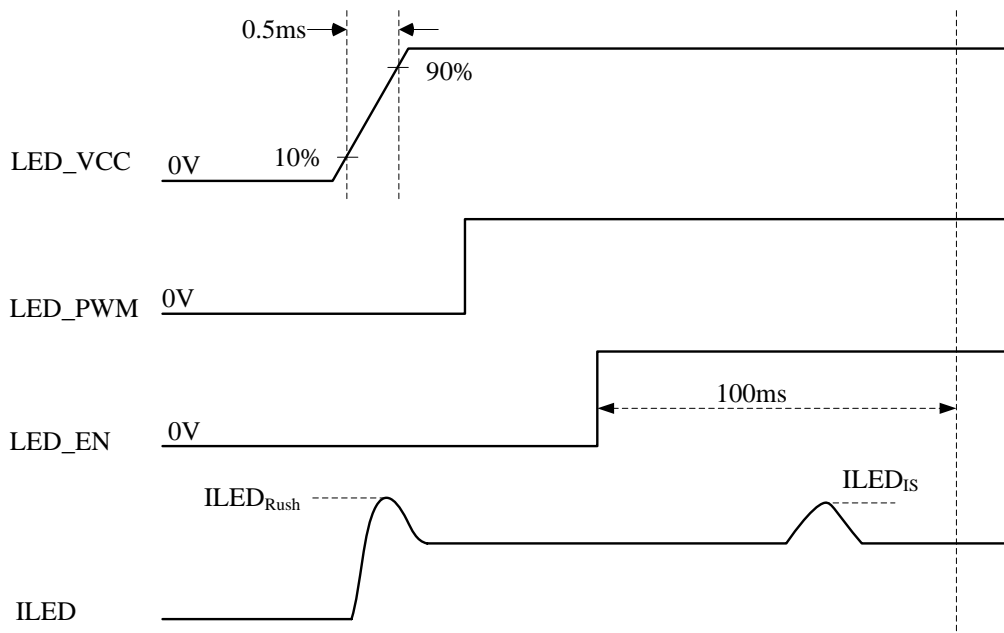 0.5ms
90%
10%
LED_VCC
0V
LED_PWM
0V
LED_EN
0V
100ms
ILEDRush
ILEDIS
ILED